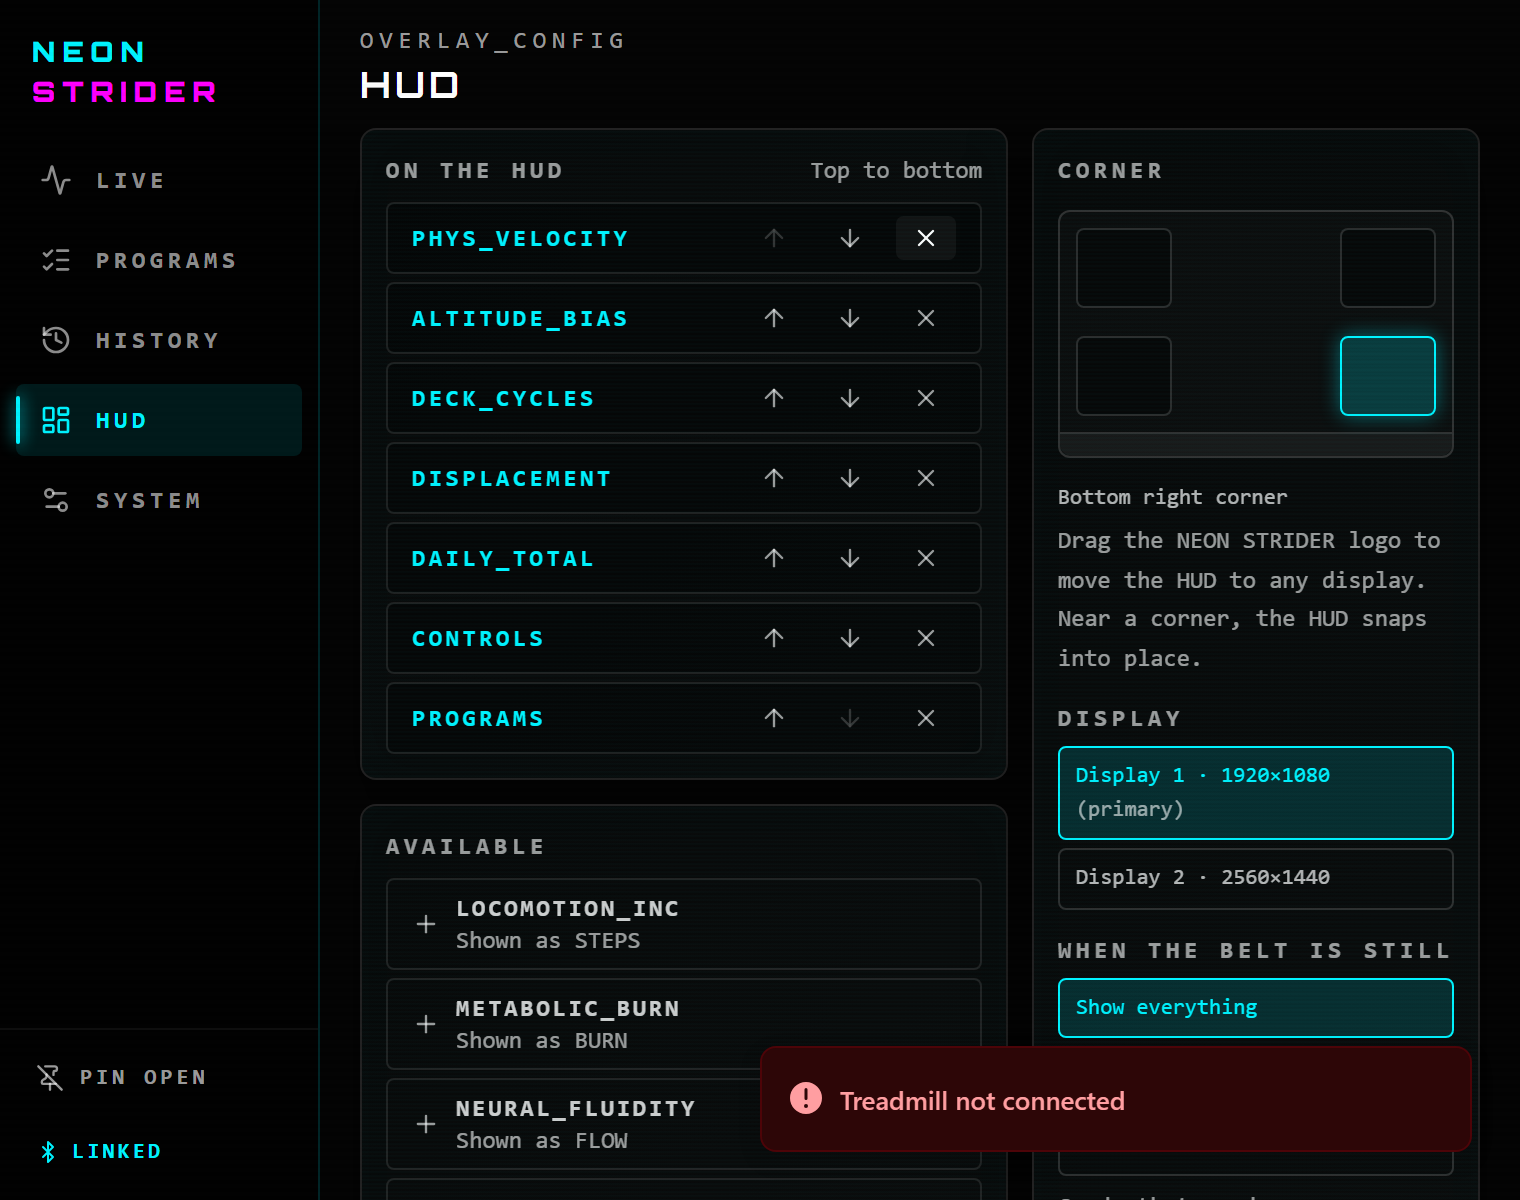 NEON
STRIDER
LIVE
PROGRAMS
HISTORY
HUD
SYSTEM
PIN OPEN
LINKED
OVERLAY_CONFIG
HUD
ON THE HUD
Top to bottom
PHYS_VELOCITY
ALTITUDE_BIAS
DECK_CYCLES
DISPLACEMENT
DAILY_TOTAL
CONTROLS
PROGRAMS
AVAILABLE
LOCOMOTION_INC
Shown as STEPS
METABOLIC_BURN
Shown as BURN
NEURAL_FLUIDITY
Shown as FLOW
CORNER
Bottom right corner
Drag the NEON STRIDER logo to
move the HUD to any display.
Near a corner, the HUD snaps
into place.
DISPLAY
Display 1 · 1920×1080
(primary)
Display 2 · 2560×1440
WHEN THE BELT IS STILL
Show everything
Treadmill not connected